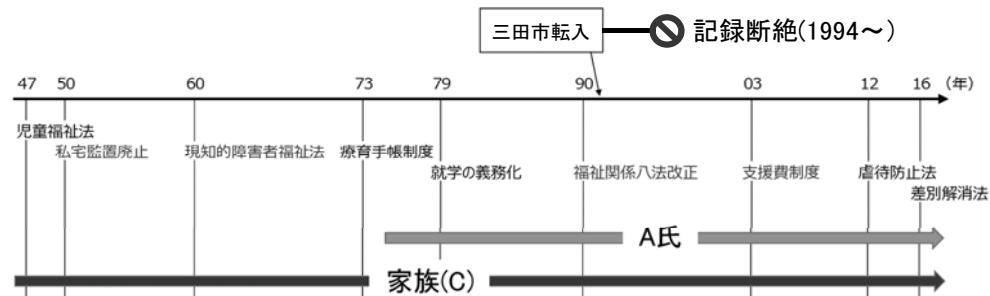 三田市転入
記録断絶(1994～)
47 50 60 73 79 90 03 12 16 (年)
児童福祉法
私宅監置廃止 現知的障害者福祉法 療育手帳制度
就学の義務化 福祉関係八法改正 支援費制度 虐待防止法
差別解消法
A氏
家族(C)